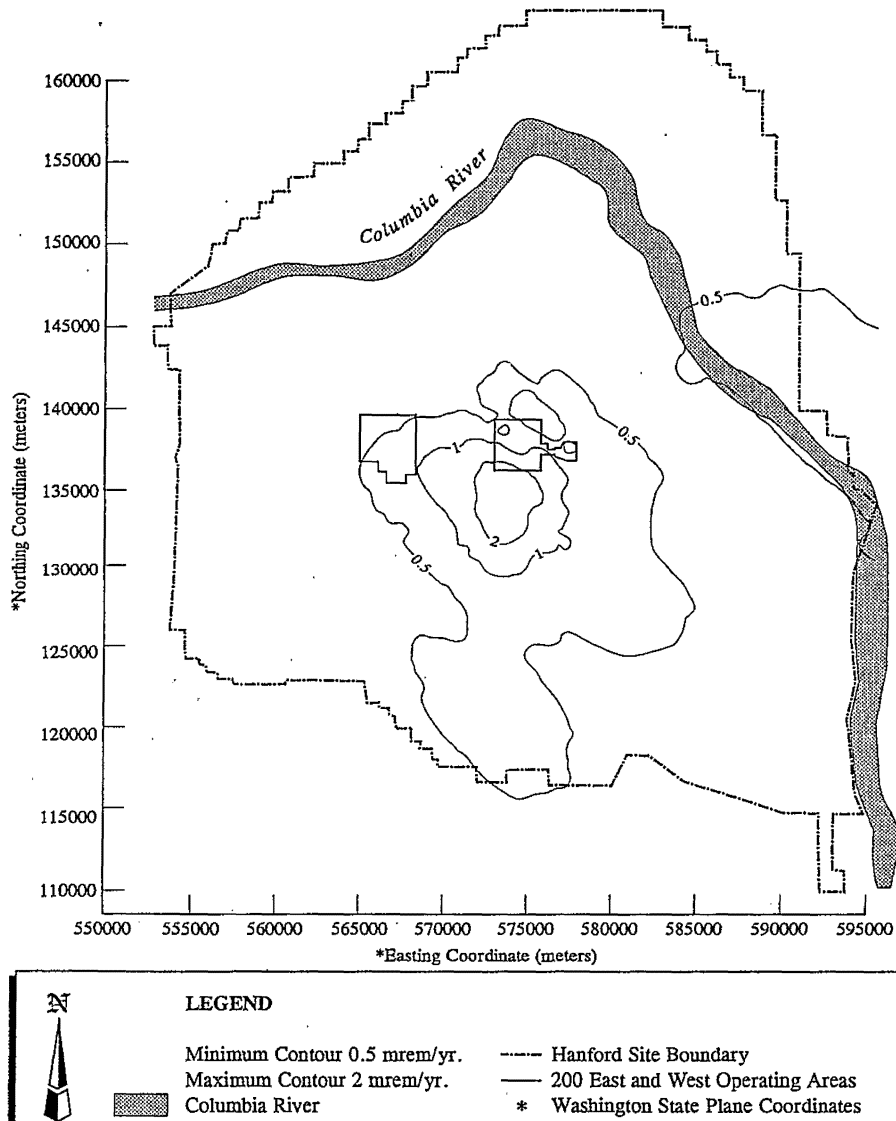 160000
155000
150000
145000
140000
135000
130000
125000
120000
115000
110000
*Northing Coordinate (meters)
Columbia River
0.5
0.5
1
2
1
0.5
550000 555000 560000 565000 570000 575000 580000 585000 590000 595000
*Easting Coordinate (meters)
N
LEGEND
Minimum Contour 0.5 mrem/yr.
Maximum Contour 2 mrem/yr.
Columbia River
Hanford Site Boundary
200 East and West Operating Areas
* Washington State Plane Coordinates